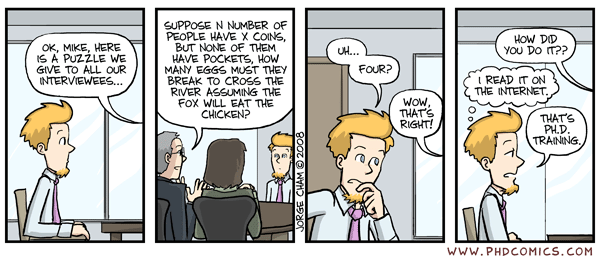 OK, MIKE, HERE
IS A PUZZLE WE
GIVE TO ALL OUR
INTERVIEWEES...
SUPPOSE N NUMBER OF
PEOPLE HAVE X COINS,
BUT NONE OF THEM
HAVE POCKETS, HOW
MANY EGGS MUST THEY
BREAK TO CROSS THE
RIVER ASSUMING THE
FOX WILL EAT THE
CHICKEN?
JORGE CHAM © 2008
UH...
FOUR?
WOW,
THAT'S
RIGHT!
HOW DID
YOU DO IT??
I READ IT ON
THE INTERNET.
THAT'S
PH.D.
TRAINING.
WWW.PHDCOMICS.COM